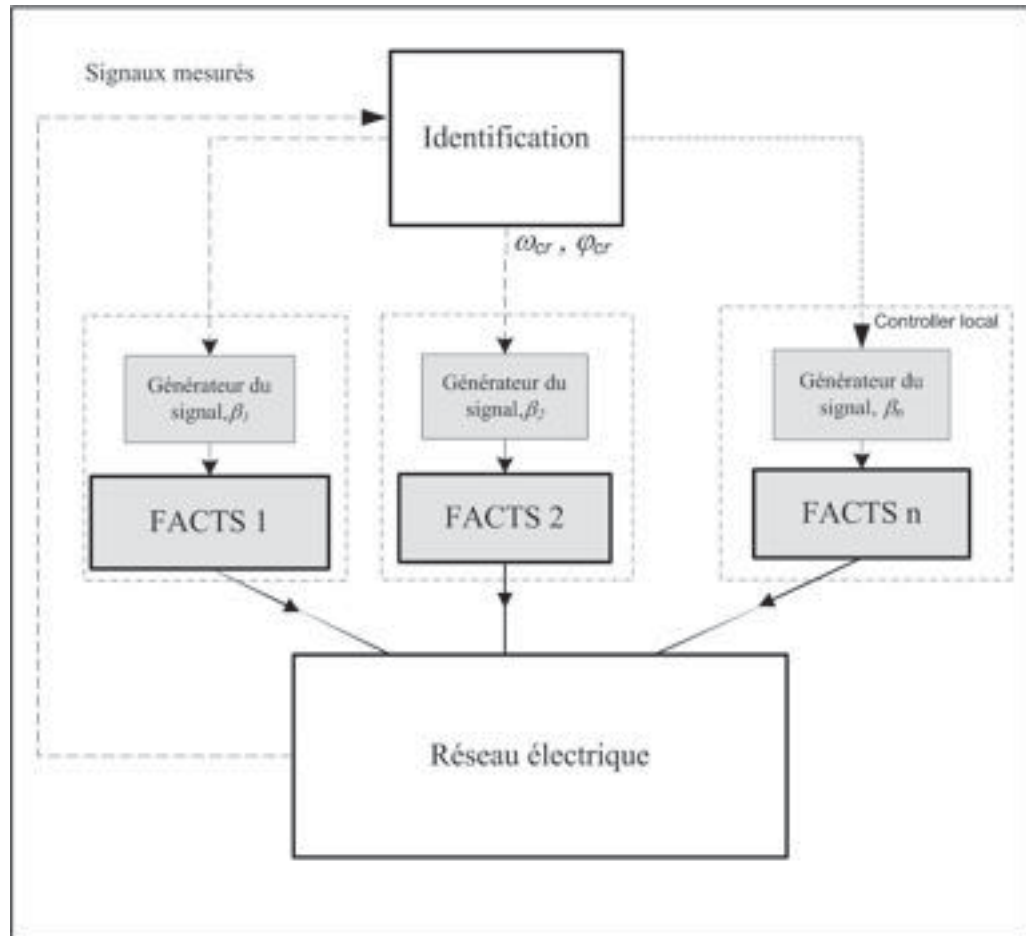 Signaux mesurés
Identification
ωcr , φcr
Controller local
Générateur du
signal,β1
Générateur du
signal,β2
Générateur du
signal, βn
FACTS 1
FACTS 2
FACTS n
Réseau électrique